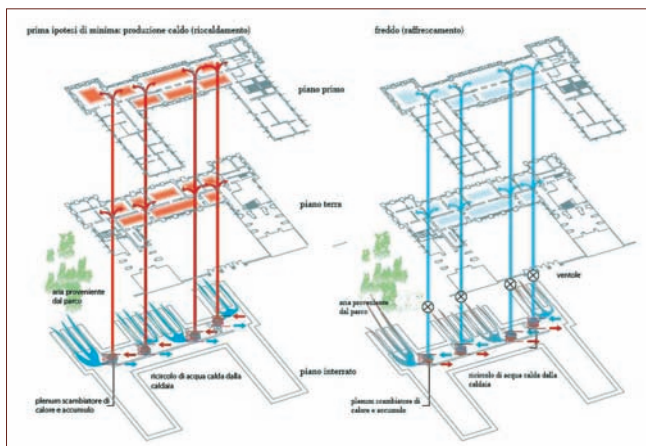 prima ipotesi di minima: produzione caldo (riscaldamento)
piano primo
piano terra
aria proveniente
dal parco
piano interrato
ricircolo di acqua calda dalla
caldaia
plenum scambiatore di
calore e accumulo
freddo (raffrescamento)
ventole
aria proveniente
dal parco
ricircolo di acqua calda dalla
caldaia
plenum scambiatore di
calore e accumulo